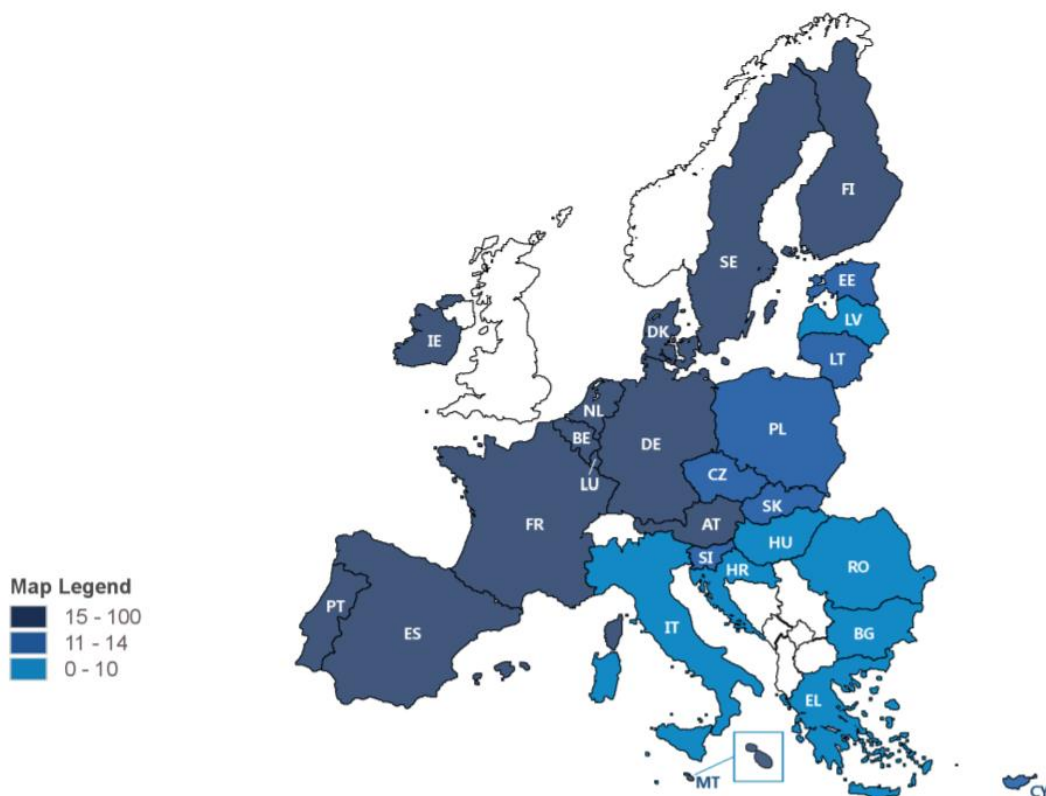 FI
SE
EE
LV
DK
IE
LT
NL
BE
DE
PL
LU
CZ
SK
FR
AT
HU
SI
HR
RO
Map Legend
15 - 100
11 - 14
0 - 10
PT
ES
IT
BG
EL
MT
CY